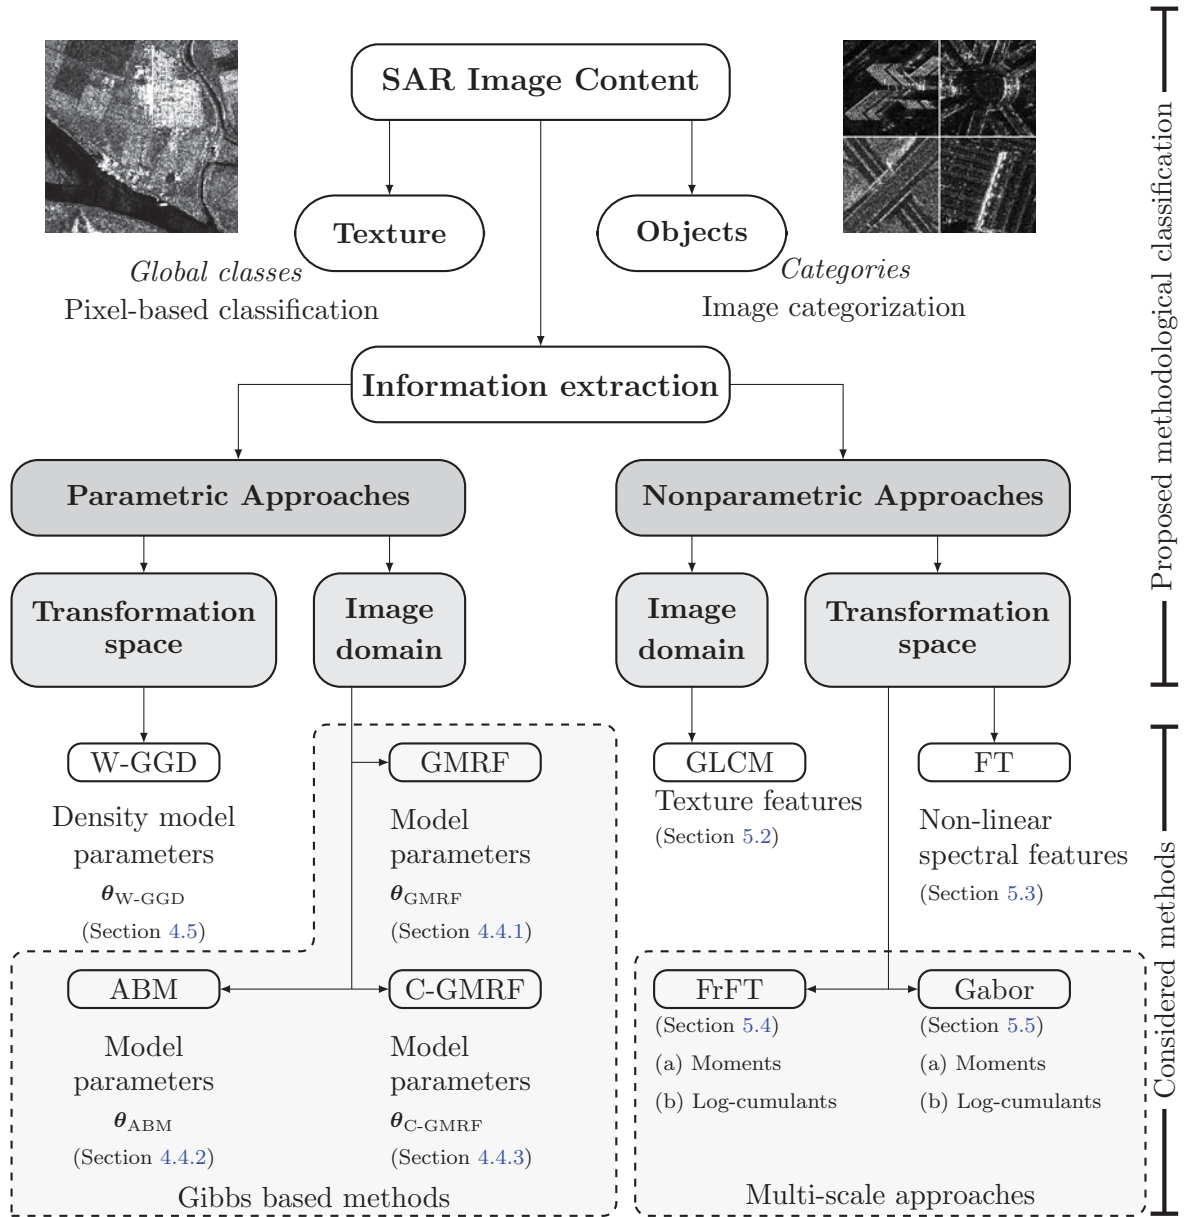 SAR Image Content
Texture
Objects
Global classes
Pixel-based classification
Categories
Image categorization
Information extraction
Parametric Approaches
Nonparametric Approaches
Transformation
space
Image
domain
Image
domain
Transformation
space
Proposed methodological classification
W-GGD
Density model
parameters
θW-GGD
(Section 4.5)
GMRF
Model
parameters
θGMRF
(Section 4.4.1)
GLCM
Texture features
(Section 5.2)
FT
Non-linear
spectral features
(Section 5.3)
ABM
Model
parameters
θABM
(Section 4.4.2)
C-GMRF
Model
parameters
θC-GMRF
(Section 4.4.3)
Gibbs based methods
FrFT
(Section 5.4)
(a) Moments
(b) Log-cumulants
Gabor
(Section 5.5)
(a) Moments
(b) Log-cumulants
Multi-scale approaches
Considered methods